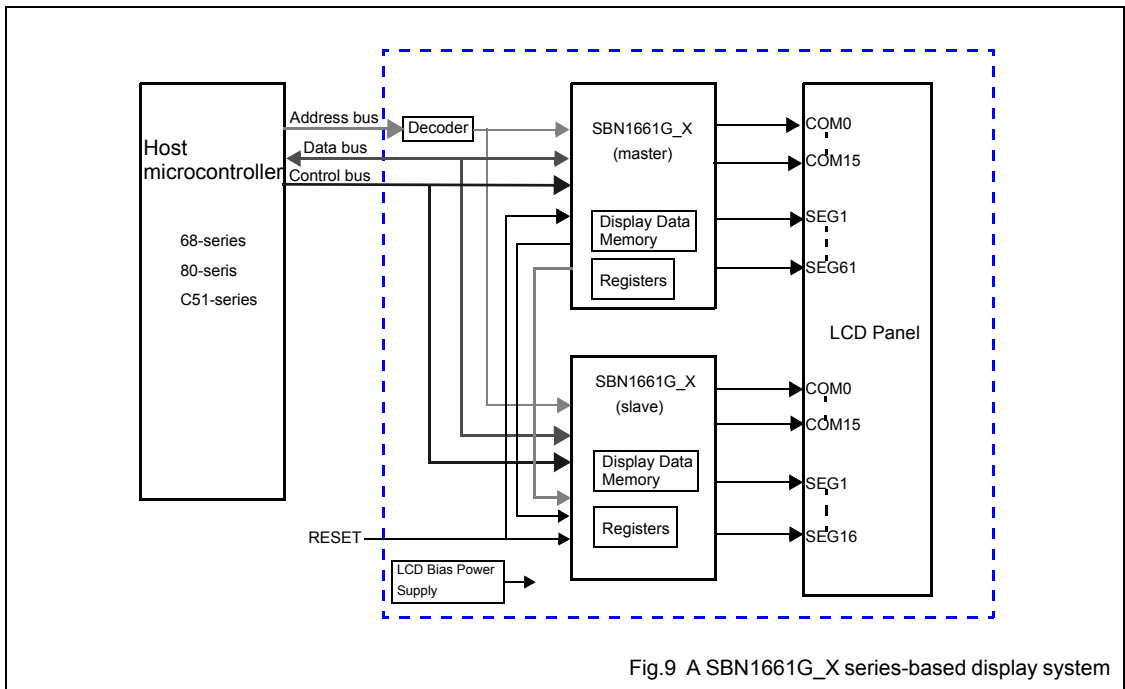 Host
microcontroller
68-series
80-seris
C51-series
Address bus
Data bus
Control bus
Decoder
SBN1661G_X
(master)
Display Data
Memory
Registers
COM0
COM15
SEG1
SEG61
LCD Panel
SBN1661G_X
(slave)
Display Data
Memory
Registers
COM0
COM15
SEG1
SEG16
RESET
LCD Bias Power
Supply
Fig.9 A SBN1661G_X series-based display system